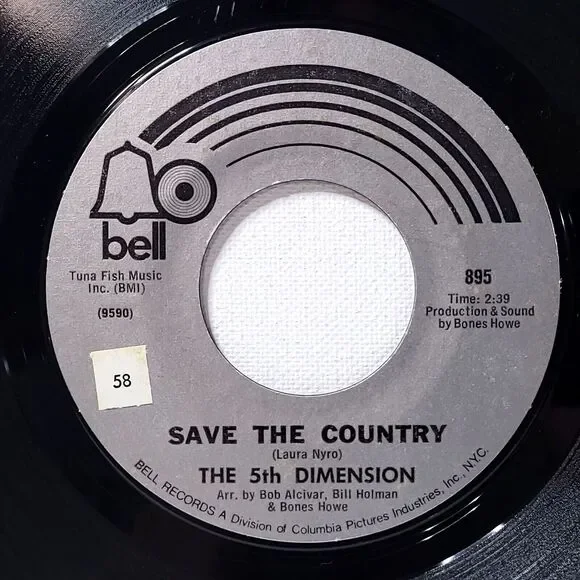 bell
Tuna Fish Music
Inc. (BMI)
(9590)
895
Time: 2:39
Production & Sound
by Bones Howe
58
SAVE THE COUNTRY
(Laura Nyro)
THE 5th DIMENSION
Arr. by Bob Alcivar, Bill Holman
& Bones Howe
BELL RECORDS A Division of Columbia Pictures Industries, Inc., N.Y.C.